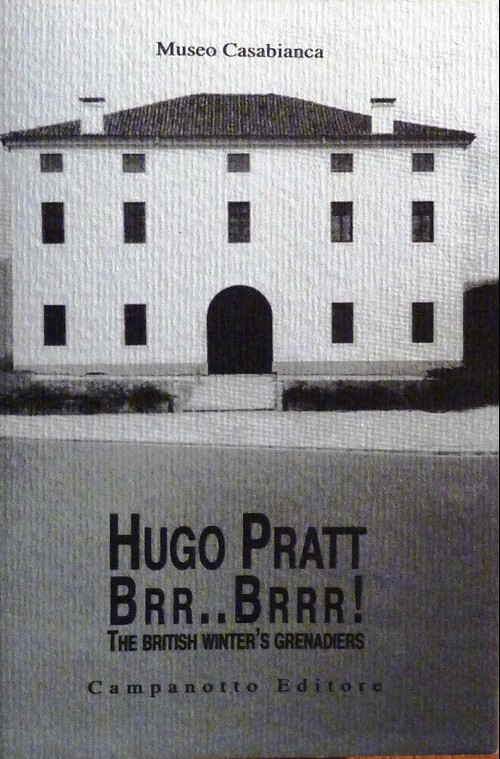 Museo Casabianca
HUGO PRATT
BRR..BRRR!
THE BRITISH WINTER'S GRENADIERS
Campanotto Editore